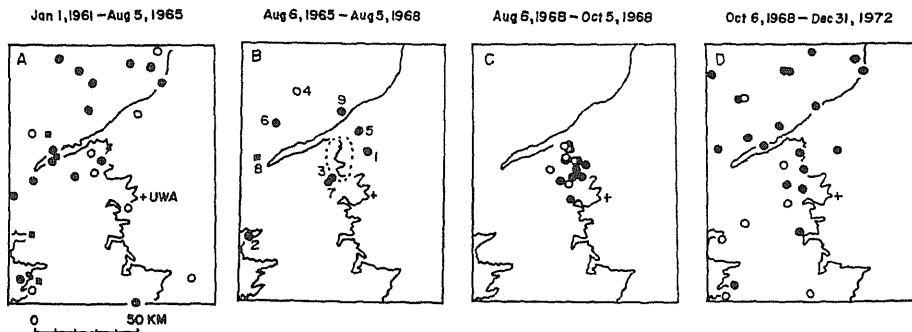 Jan 1, 1961 – Aug 5, 1965
Aug 6, 1965 – Aug 5, 1968
Aug 6, 1968 – Oct 5, 1968
Oct 6, 1968 – Dec 31, 1972
A
B
C
D
4
9
6
5
1
8
3
7
+UWA
+
+
+
2
0 50 KM